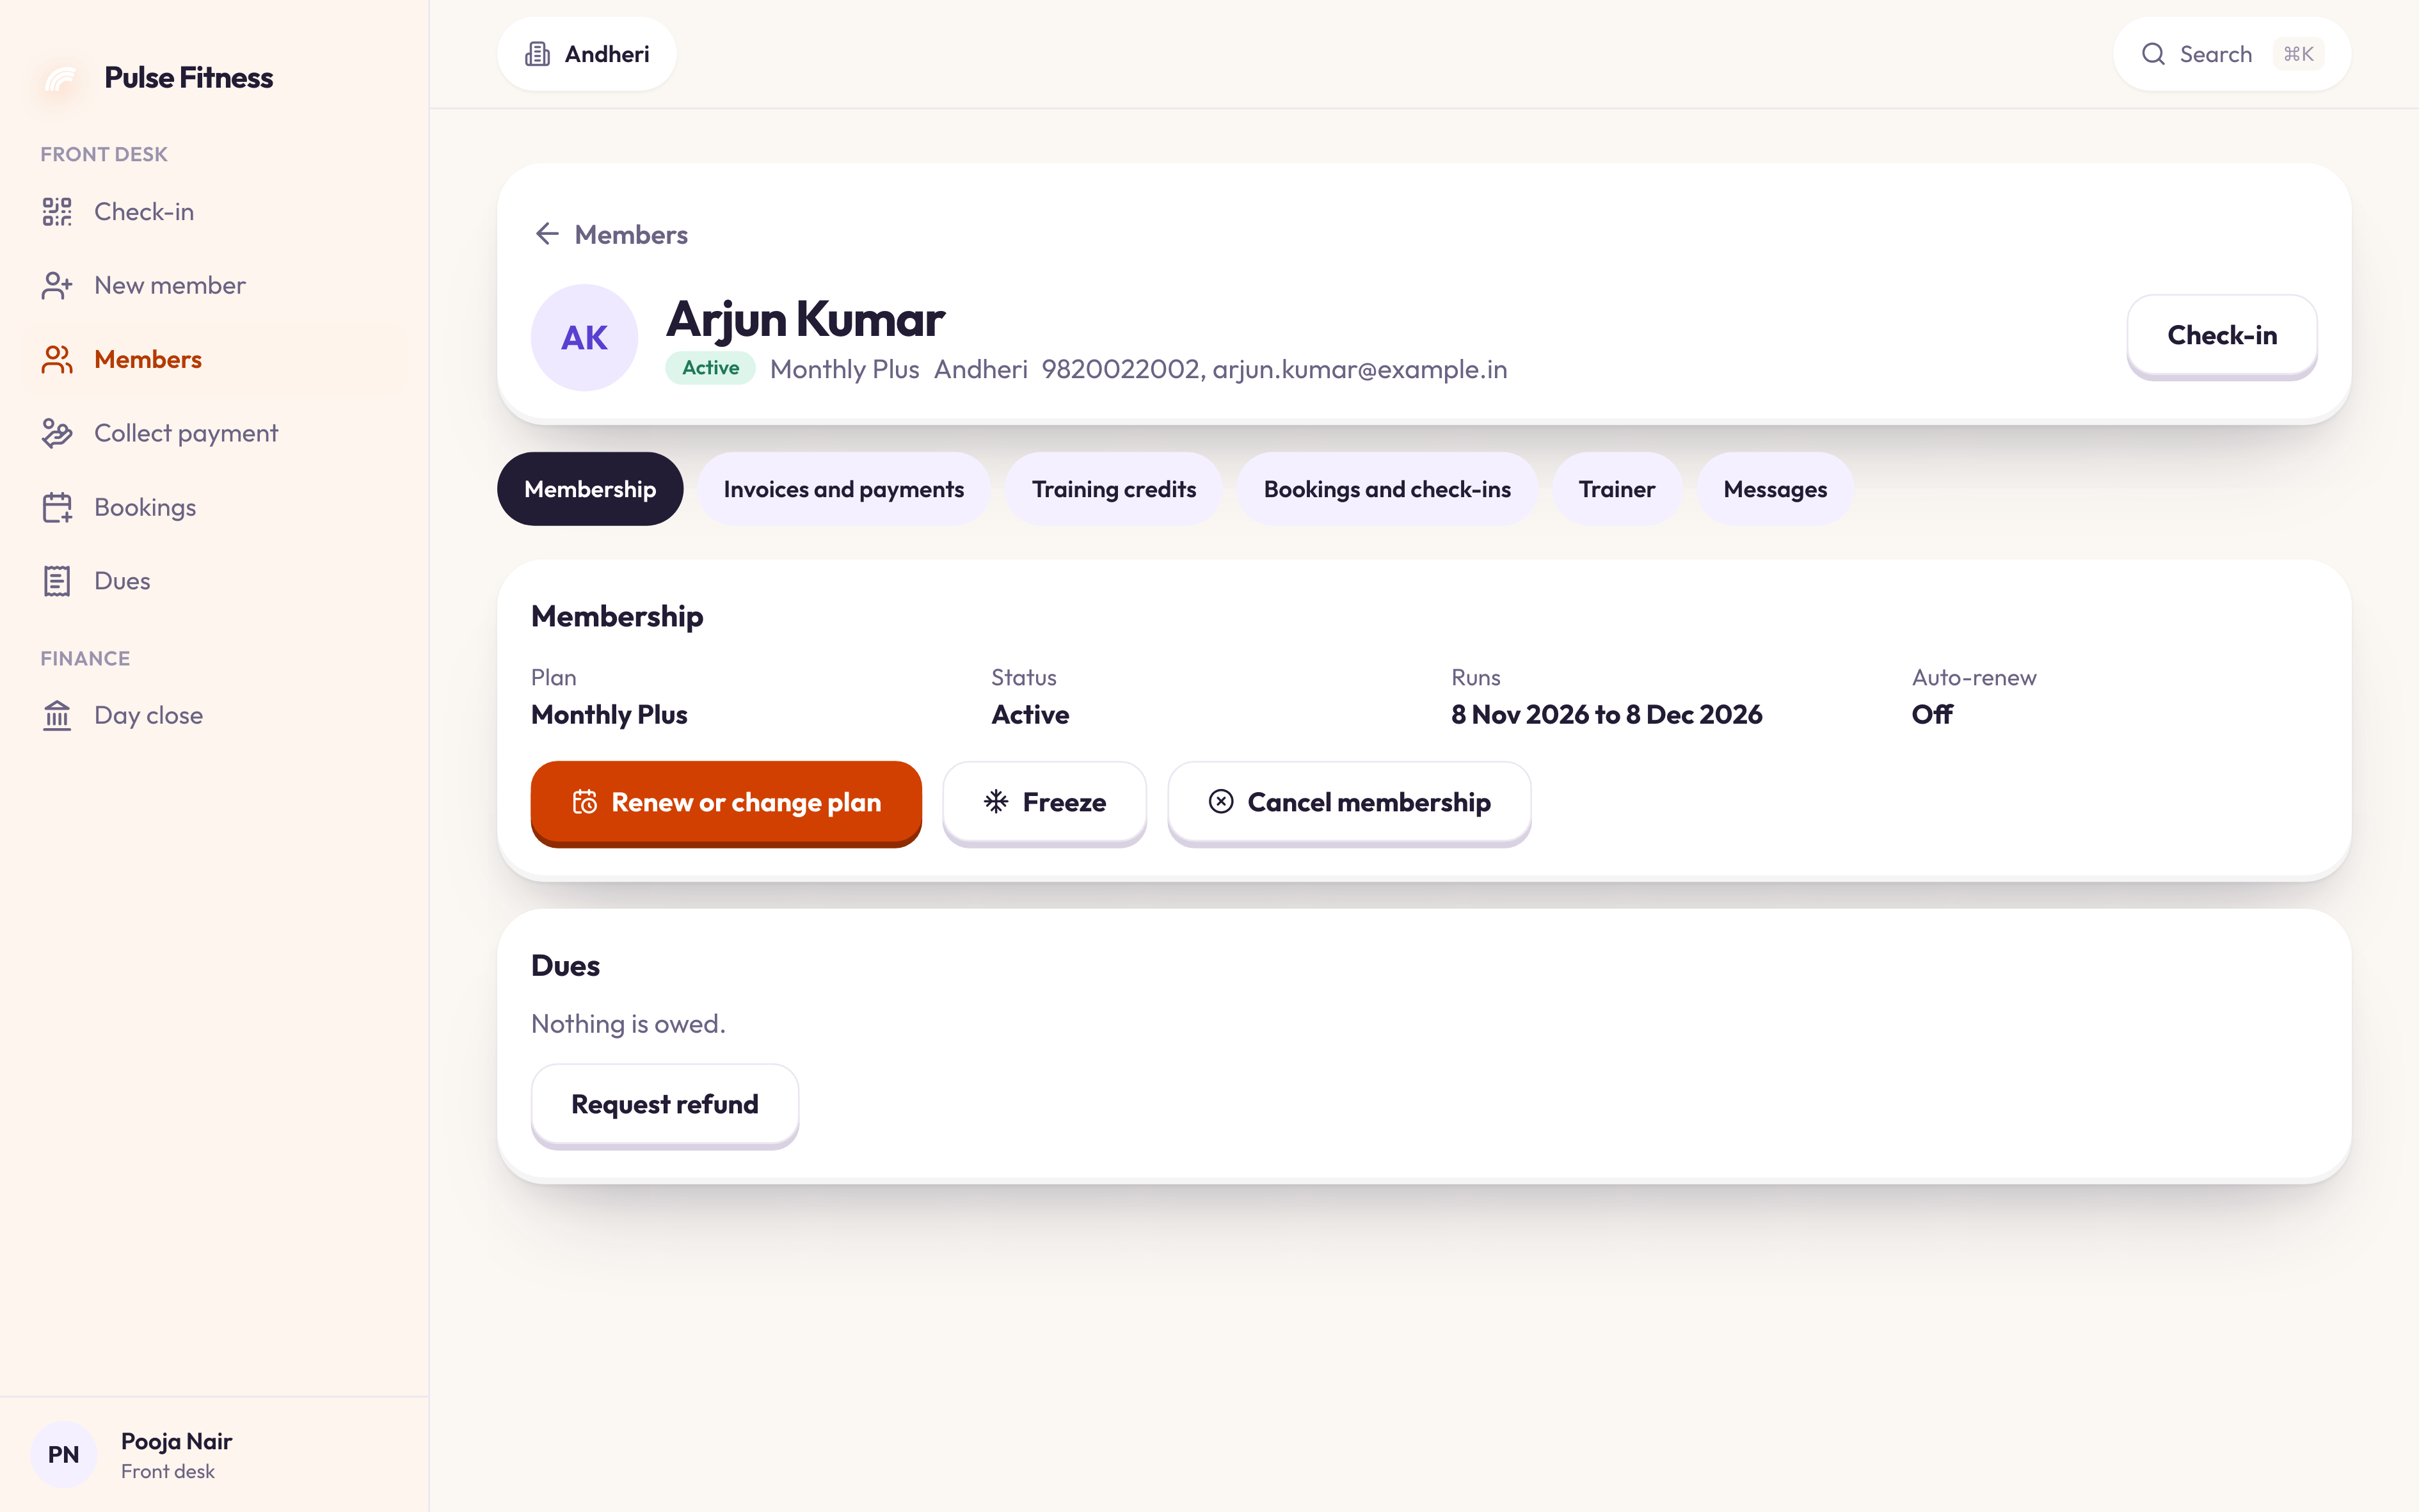 Pulse Fitness
FRONT DESK
Check-in
New member
Members
Collect payment
Bookings
Dues
FINANCE
Day close
PN
Pooja Nair
Front desk
Andheri
Search ⌘K
Members
AK
Arjun Kumar
Active Monthly Plus Andheri 9820022002, arjun.kumar@example.in
Check-in
Membership Invoices and payments Training credits Bookings and check-ins Trainer Messages
Membership
Plan Status Runs Auto-renew
Monthly Plus Active 8 Nov 2026 to 8 Dec 2026 Off
Renew or change plan Freeze Cancel membership
Dues
Nothing is owed.
Request refund